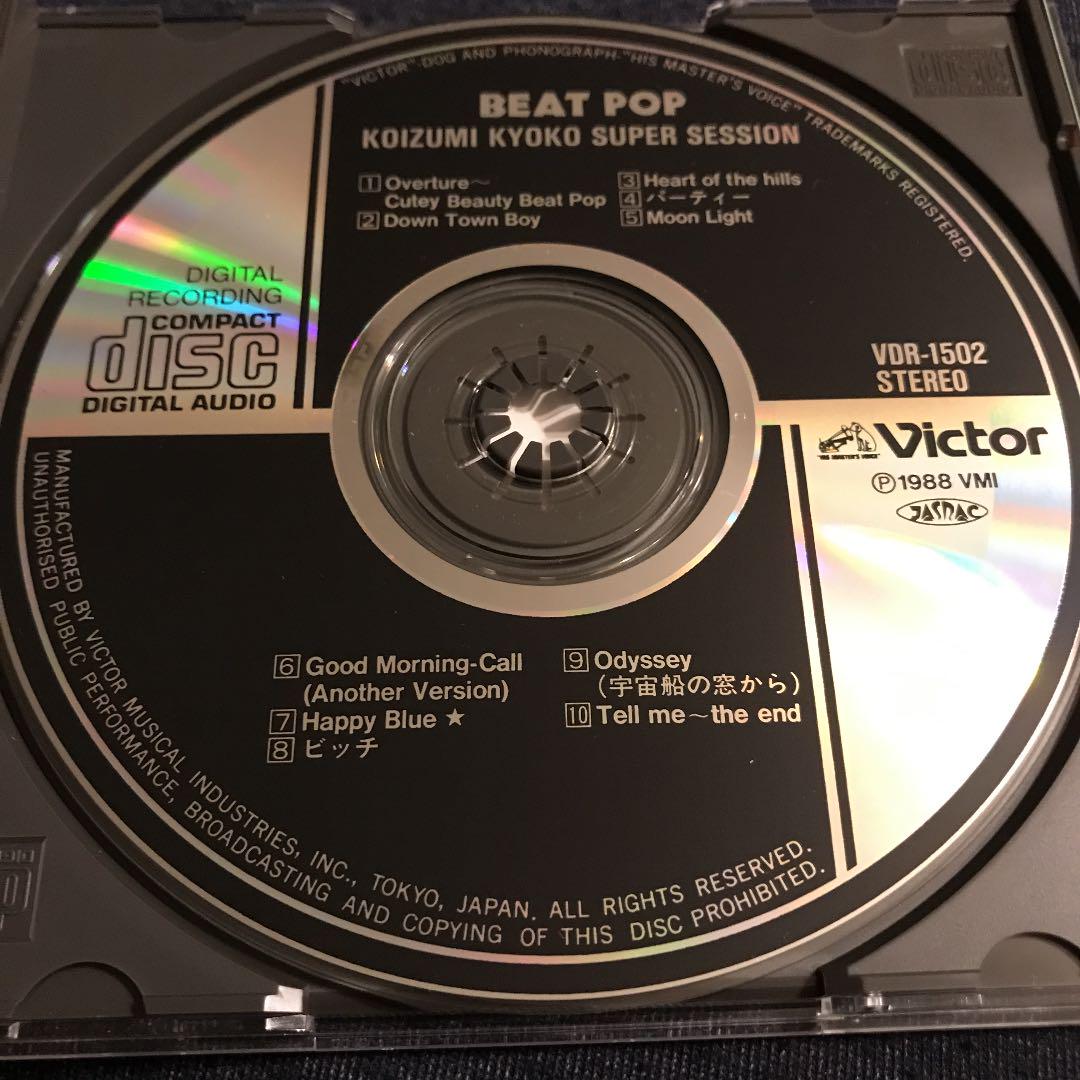 "VICTOR"-DOG AND PHONOGRAPH-"HIS MASTER'S VOICE" TRADEMARKS REGISTERED.
BEAT POP
KOIZUMI KYOKO SUPER SESSION
1 Overture～
Cutey Beauty Beat Pop
2 Down Town Boy
3 Heart of the hills
4 パーティー
5 Moon Light
DIGITAL
RECORDING
COMPACT
disc
DIGITAL AUDIO
VDR-1502
STEREO
"HIS MASTER'S VOICE"
Victor
Ⓟ1988 VMI
JASRAC
6 Good Morning-Call
(Another Version)
7 Happy Blue ★
8 ビッチ
9 Odyssey
(宇宙船の窓から)
10 Tell me～the end
MANUFACTURED BY VICTOR MUSICAL INDUSTRIES, INC., TOKYO, JAPAN. ALL RIGHTS RESERVED.
UNAUTHORISED PUBLIC PERFORMANCE, BROADCASTING AND COPYING OF THIS DISC PROHIBITED.